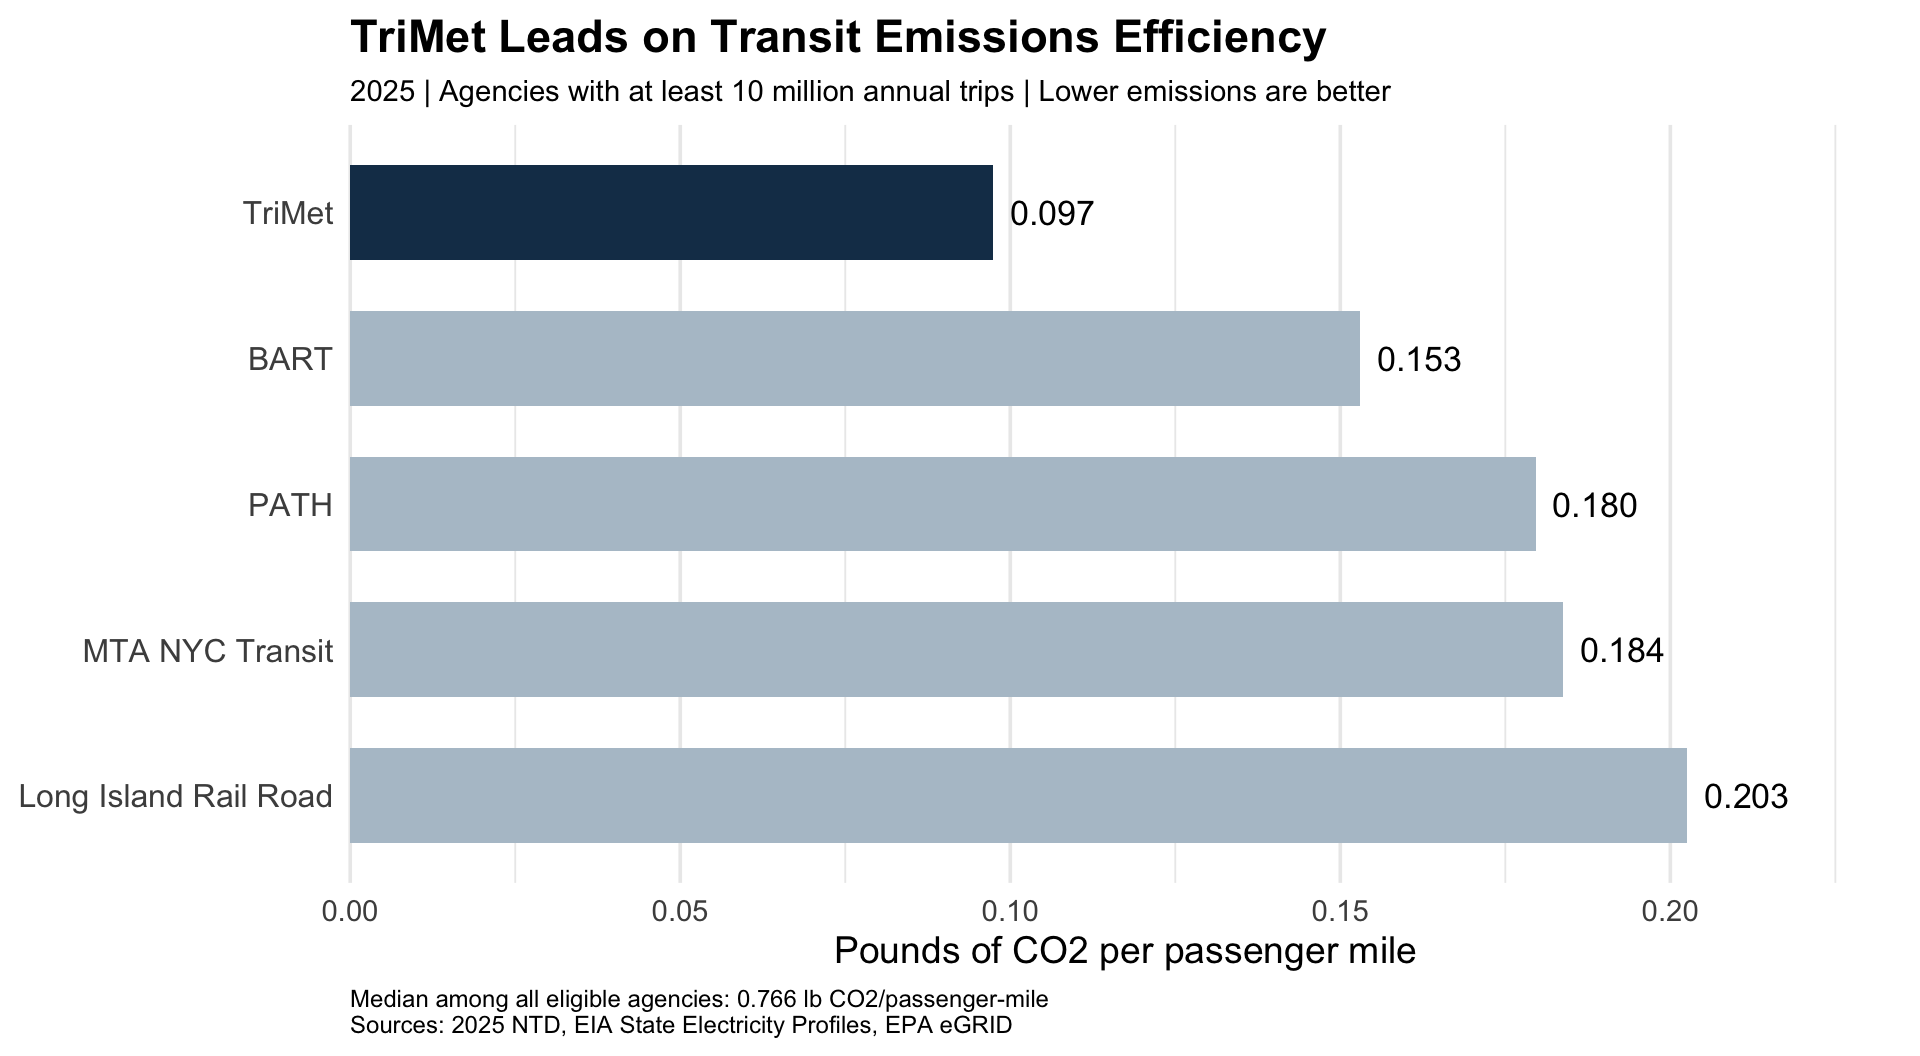 TriMet Leads on Transit Emissions Efficiency
2025 | Agencies with at least 10 million annual trips | Lower emissions are better
TriMet
0.097
BART
0.153
PATH
0.180
MTA NYC Transit
0.184
Long Island Rail Road
0.203
0.00 0.05 0.10 0.15 0.20
Pounds of CO2 per passenger mile
Median among all eligible agencies: 0.766 lb CO2/passenger-mile
Sources: 2025 NTD, EIA State Electricity Profiles, EPA eGRID